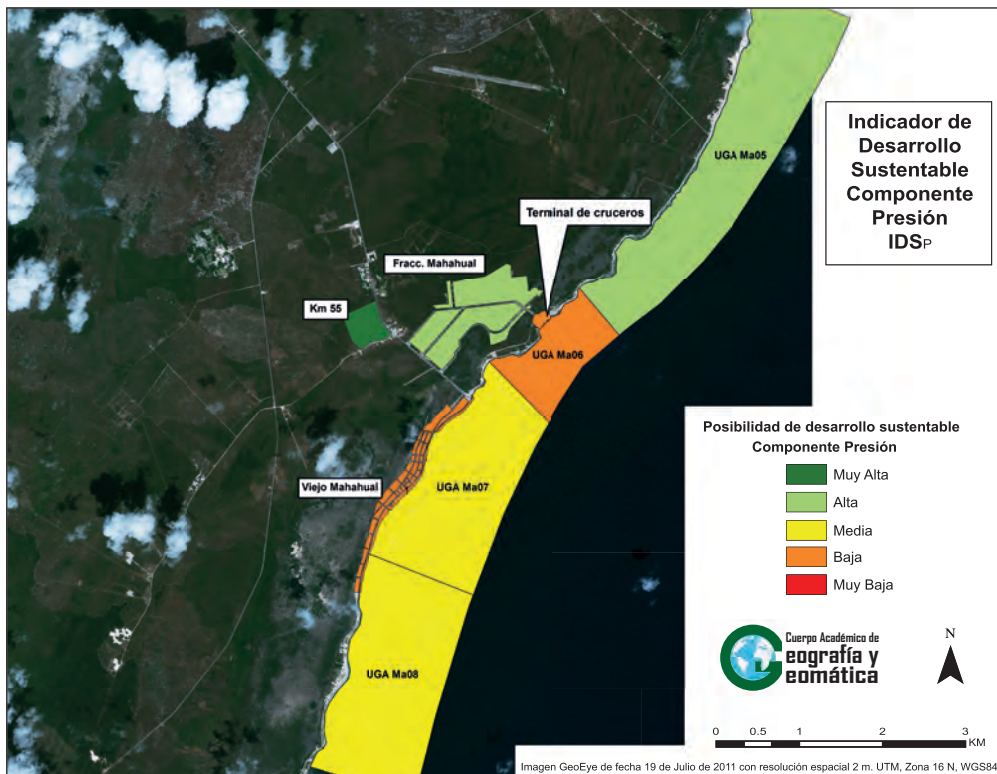 Indicador de
Desarrollo
Sustentable
Componente
Presión
IDSP
UGA Ma05
Terminal de cruceros
Fracc. Mahahual
Km 55
UGA Ma06
Viejo Mahahual
UGA Ma07
UGA Ma08
Posibilidad de desarrollo sustentable
Componente Presión
Muy Alta
Alta
Media
Baja
Muy Baja
Cuerpo Académico de
Geografía y
Geomática
N
0 0.5 1 2 3
KM
Imagen GeoEye de fecha 19 de Julio de 2011 con resolución espacial 2 m. UTM, Zona 16 N, WGS84